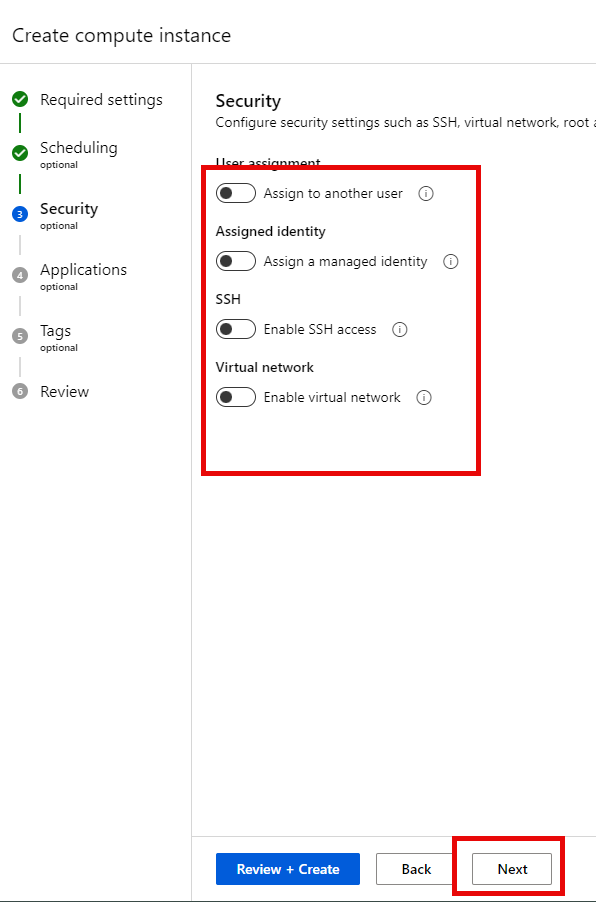 Create compute instance
Required settings
Scheduling
optional
3
Security
optional
4
Applications
optional
5
Tags
optional
6
Review
Security
Configure security settings such as SSH, virtual network, root a
User assignment
Assign to another user
Assigned identity
Assign a managed identity
SSH
Enable SSH access
Virtual network
Enable virtual network
Review + Create
Back
Next